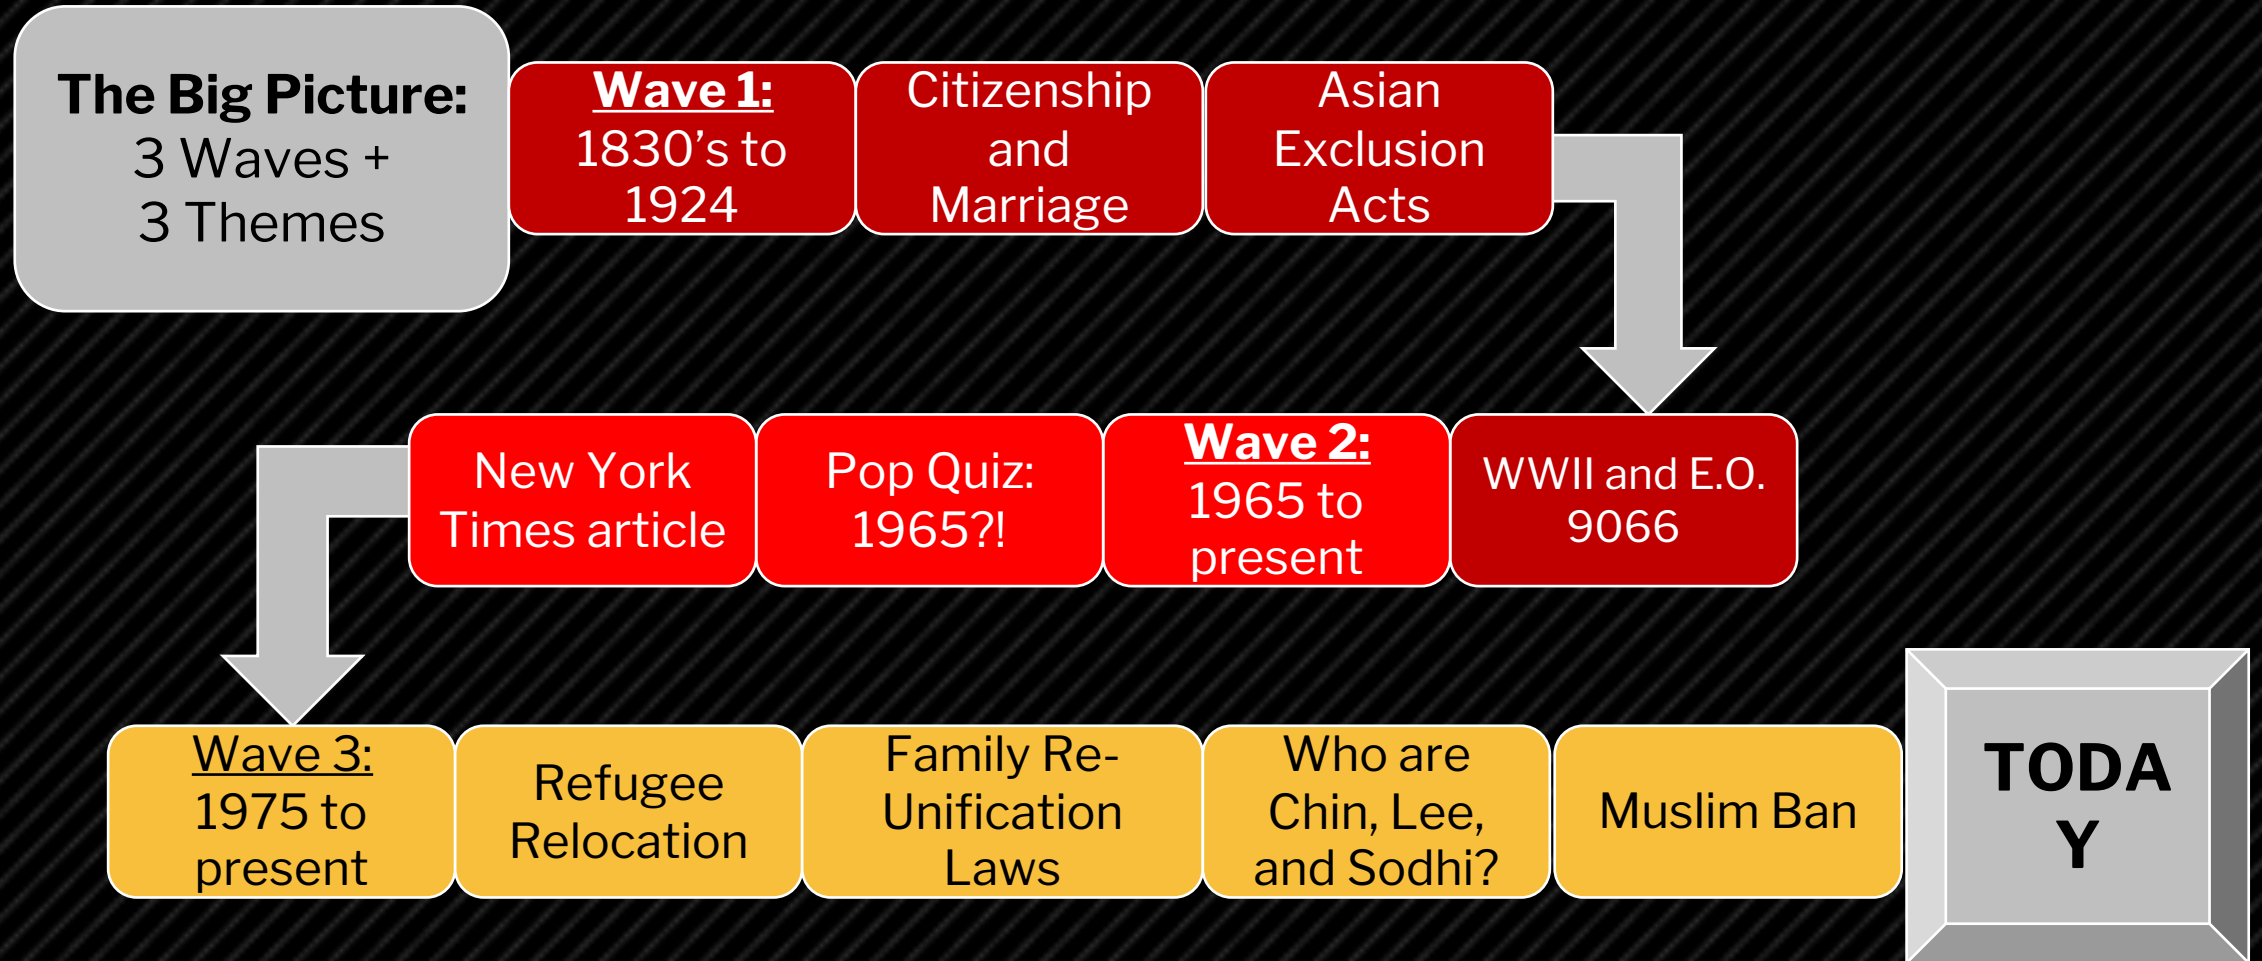 The Big Picture:
3 Waves +
3 Themes
Wave 1:
1830's to
1924
Citizenship
and
Marriage
Asian
Exclusion
Acts
WWII and E.O.
9066
Wave 2:
1965 to
present
Pop Quiz:
1965?!
New York
Times article
Wave 3:
1975 to
present
Refugee
Relocation
Family Re-
Unification
Laws
Who are
Chin, Lee,
and Sodhi?
Muslim Ban
TODA
Y